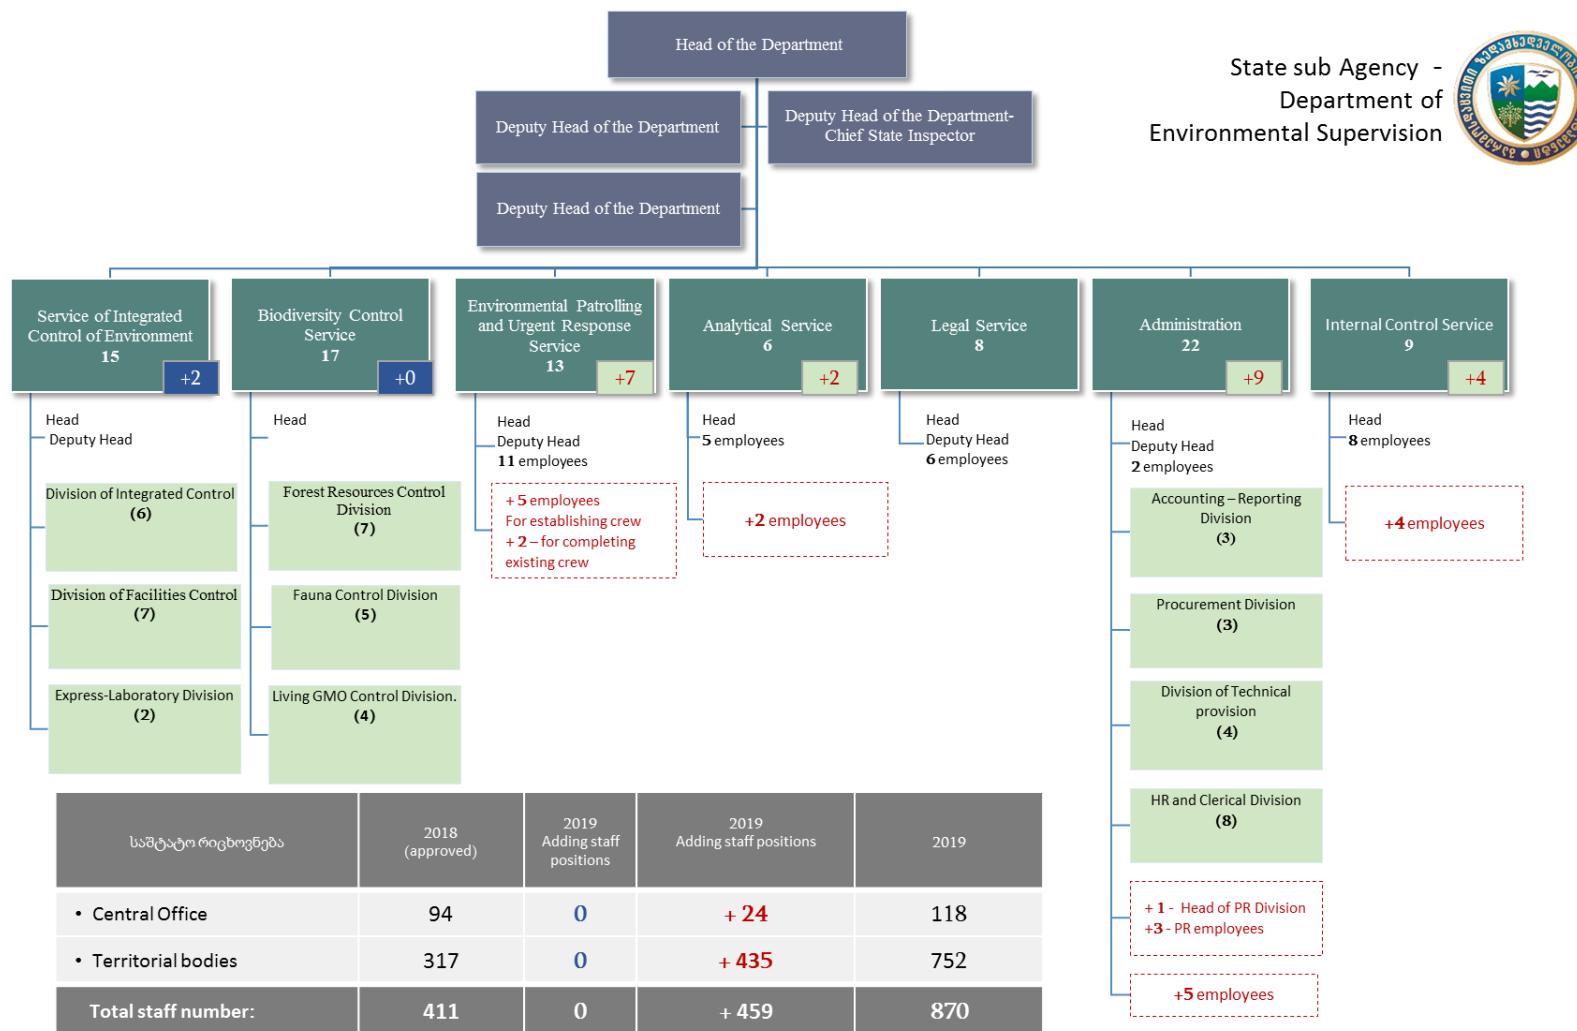 Head of the Department
State sub Agency -
Department of
Environmental Supervision
Deputy Head of the Department
Deputy Head of the Department-
Chief State Inspector
Deputy Head of the Department
Service of Integrated
Control of Environment
15
+2
Biodiversity Control
Service
17
+0
Environmental Patrolling
and Urgent Response
Service
13
+7
Analytical Service
6
+2
Legal Service
8
Administration
22
+9
Internal Control Service
9
+4
Head
Deputy Head
Division of Integrated Control
(6)
Division of Facilities Control
(7)
Express-Laboratory Division
(2)
Head
Forest Resources Control
Division
(7)
Fauna Control Division
(5)
Living GMO Control Division.
(4)
Head
Deputy Head
11 employees
+ 5 employees
For establishing crew
+ 2 – for completing
existing crew
Head
5 employees
+2 employees
Head
Deputy Head
6 employees
Head
Deputy Head
2 employees
Accounting – Reporting
Division
(3)
Procurement Division
(3)
Division of Technical
provision
(4)
HR and Clerical Division
(8)
+ 1 - Head of PR Division
+3 - PR employees
+5 employees
Head
8 employees
+4 employees
საშტატო რიცხოვნება
2018
(approved)
2019
Adding staff
positions
2019
Adding staff positions
2019
• Central Office 94 0 + 24 118
• Territorial bodies 317 0 + 435 752
Total staff number: 411 0 + 459 870